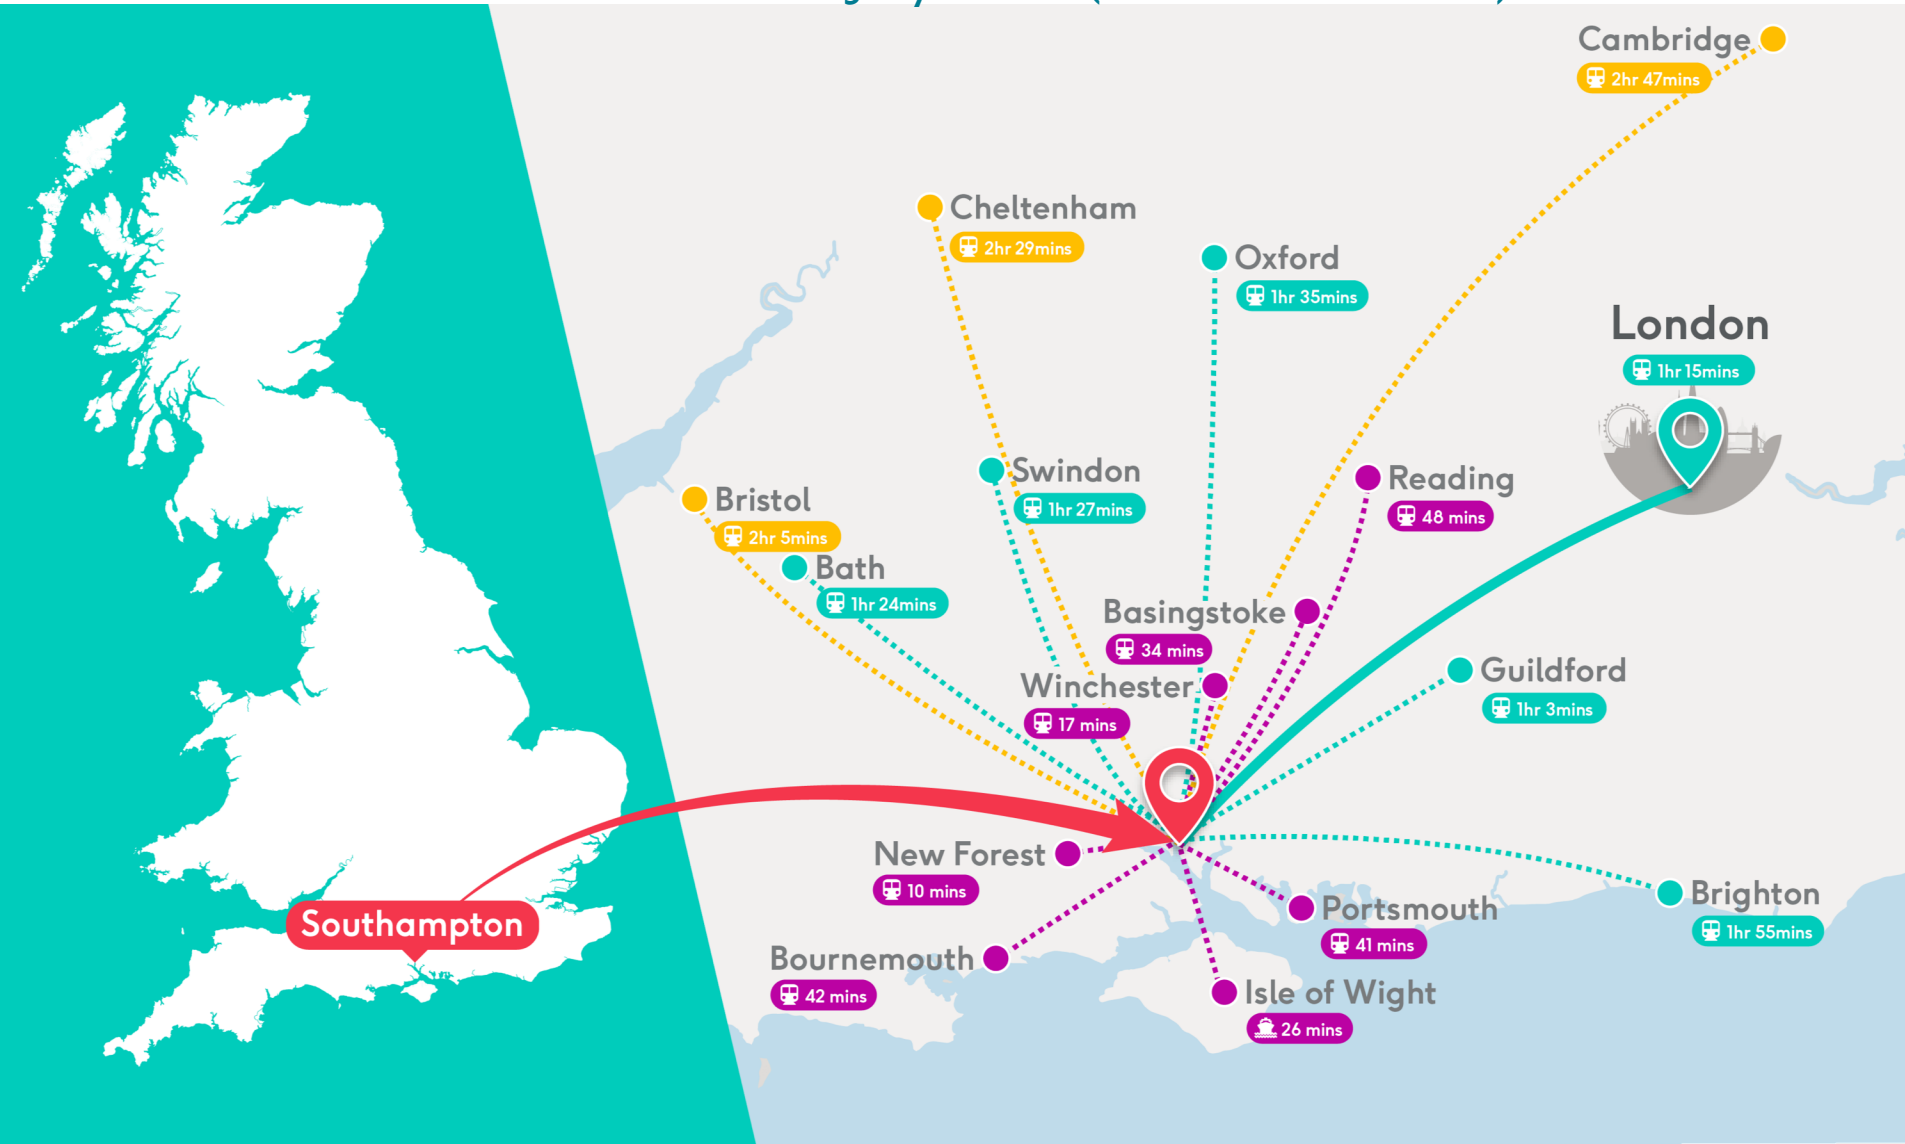 Cambridge
2hr 47mins
Cheltenham
2hr 29mins
Oxford
1hr 35mins
London
1hr 15mins
Swindon
1hr 27mins
Reading
48 mins
Bristol
2hr 5mins
Bath
1hr 24mins
Basingstoke
34 mins
Winchester
17 mins
Guildford
1hr 3mins
New Forest
10 mins
Southampton
Portsmouth
41 mins
Brighton
1hr 55mins
Bournemouth
42 mins
Isle of Wight
26 mins